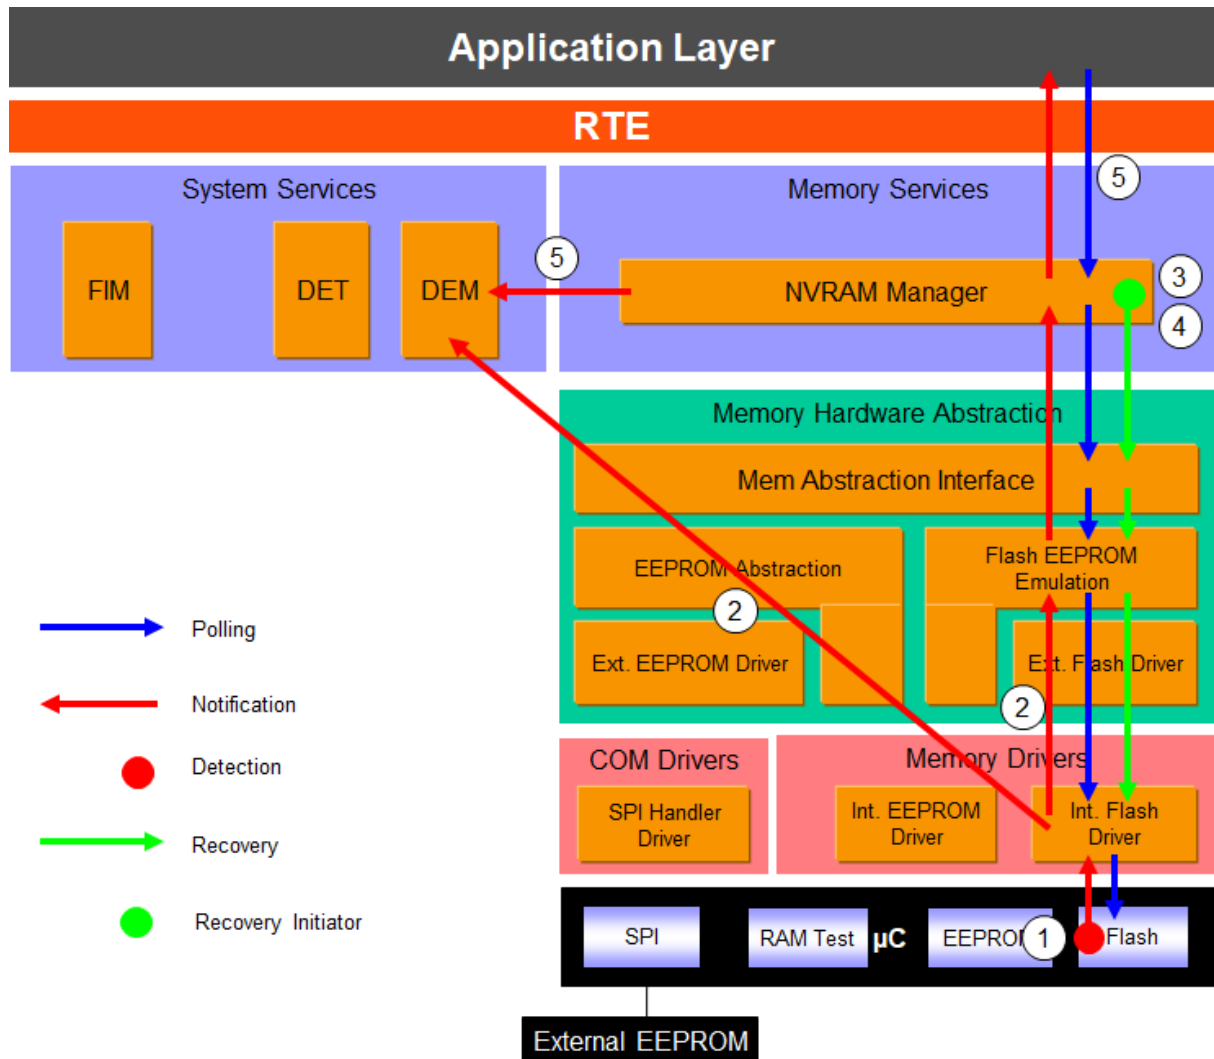 Application Layer
RTE
System Services
Memory Services
5
5
FIM
DET
DEM
NVRAM Manager
3
4
Memory Hardware Abstraction
Mem Abstraction Interface
EEPROM Abstraction
Flash EEPROM
Emulation
2
Ext. EEPROM Driver
Ext. Flash Driver
2
Polling
Notification
Detection
Recovery
Recovery Initiator
COM Drivers
Memory Drivers
SPI Handler
Driver
Int. EEPROM
Driver
Int. Flash
Driver
SPI
RAM Test
µC
EEPROM
1
Flash
External EEPROM